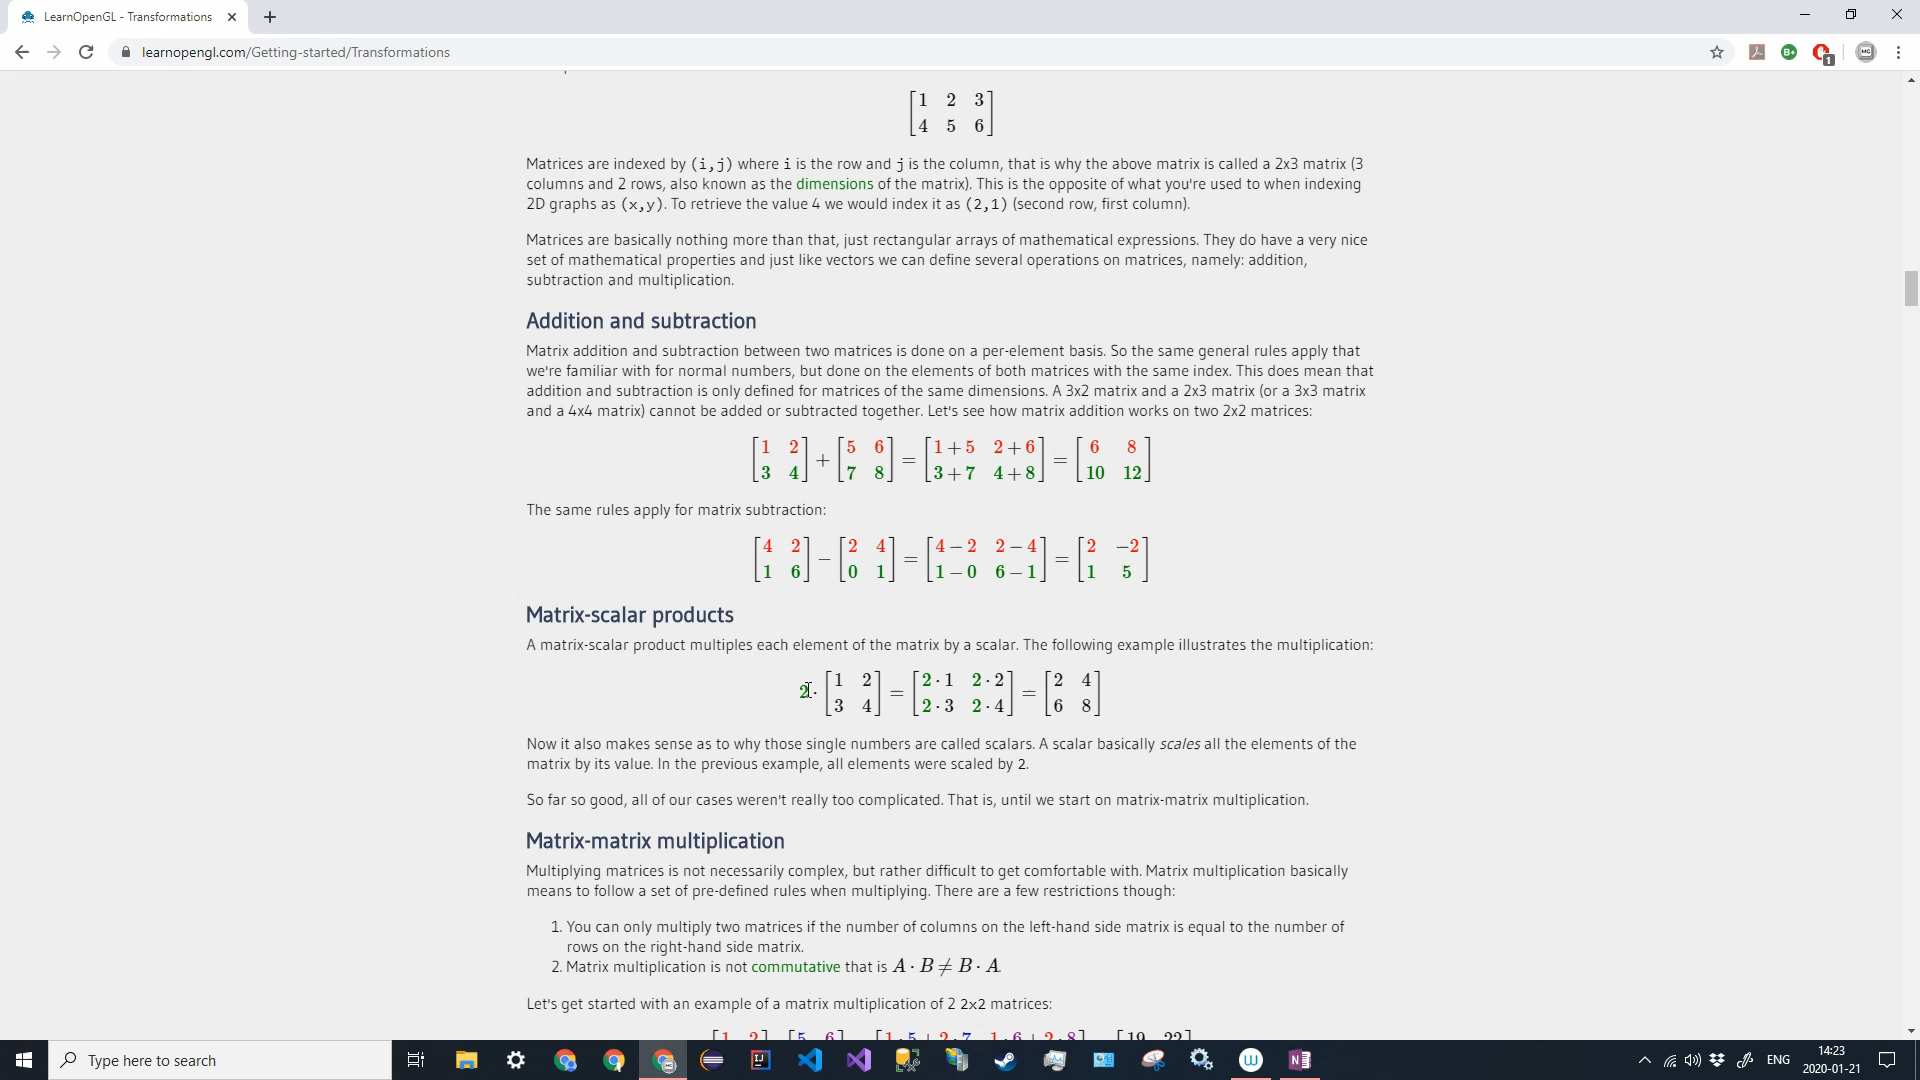 LearnOpenGL - Transformations
learnopengl.com/Getting-started/Transformations
1 2 3
4 5 6
Matrices are indexed by (i,j) where i is the row and j is the column, that is why the above matrix is called a 2x3 matrix (3
columns and 2 rows, also known as the dimensions of the matrix). This is the opposite of what you're used to when indexing
2D graphs as (x,y). To retrieve the value 4 we would index it as (2,1) (second row, first column).
Matrices are basically nothing more than that, just rectangular arrays of mathematical expressions. They do have a very nice
set of mathematical properties and just like vectors we can define several operations on matrices, namely: addition,
subtraction and multiplication.
Addition and subtraction
Matrix addition and subtraction between two matrices is done on a per-element basis. So the same general rules apply that
we're familiar with for normal numbers, but done on the elements of both matrices with the same index. This does mean that
addition and subtraction is only defined for matrices of the same dimensions. A 3x2 matrix and a 2x3 matrix (or a 3x3 matrix
and a 4x4 matrix) cannot be added or subtracted together. Let's see how matrix addition works on two 2x2 matrices:
[1 2] + [5 6] = [1 + 5 2 + 6] = [6 8]
[3 4] [7 8] [3 + 7 4 + 8] [10 12]
The same rules apply for matrix subtraction:
[4 2] − [2 4] = [4 − 2 2 − 4] = [2 −2]
[1 6] [0 1] [1 − 0 6 − 1] [1 5]
Matrix-scalar products
A matrix-scalar product multiples each element of the matrix by a scalar. The following example illustrates the multiplication:
2 · [1 2] = [2 · 1 2 · 2] = [2 4]
[3 4] [2 · 3 2 · 4] [6 8]
Now it also makes sense as to why those single numbers are called scalars. A scalar basically scales all the elements of the
matrix by its value. In the previous example, all elements were scaled by 2.
So far so good, all of our cases weren't really too complicated. That is, until we start on matrix-matrix multiplication.
Matrix-matrix multiplication
Multiplying matrices is not necessarily complex, but rather difficult to get comfortable with. Matrix multiplication basically
means to follow a set of pre-defined rules when multiplying. There are a few restrictions though:
1. You can only multiply two matrices if the number of columns on the left-hand side matrix is equal to the number of
rows on the right-hand side matrix.
2. Matrix multiplication is not commutative that is A · B ≠ B · A.
Let's get started with an example of a matrix multiplication of 2 2x2 matrices:
[1 2] [5 6] [1 · 5 + 2 · 7 1 · 6 + 2 · 8] [19 22]
Type here to search
ENG
14:23
2020-01-21